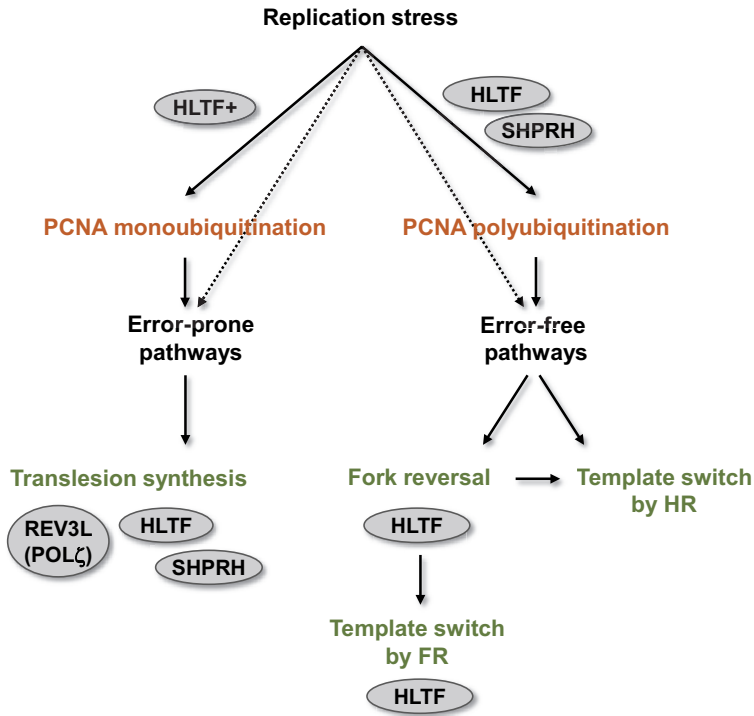 Replication stress
HLTF+
HLTF
SHPRH
PCNA monoubiquitination
PCNA polyubiquitination
Error-prone
pathways
Error-free
pathways
Translesion synthesis
REV3L
(POLζ)
HLTF
SHPRH
Fork reversal
HLTF
Template switch
by HR
Template switch
by FR
HLTF